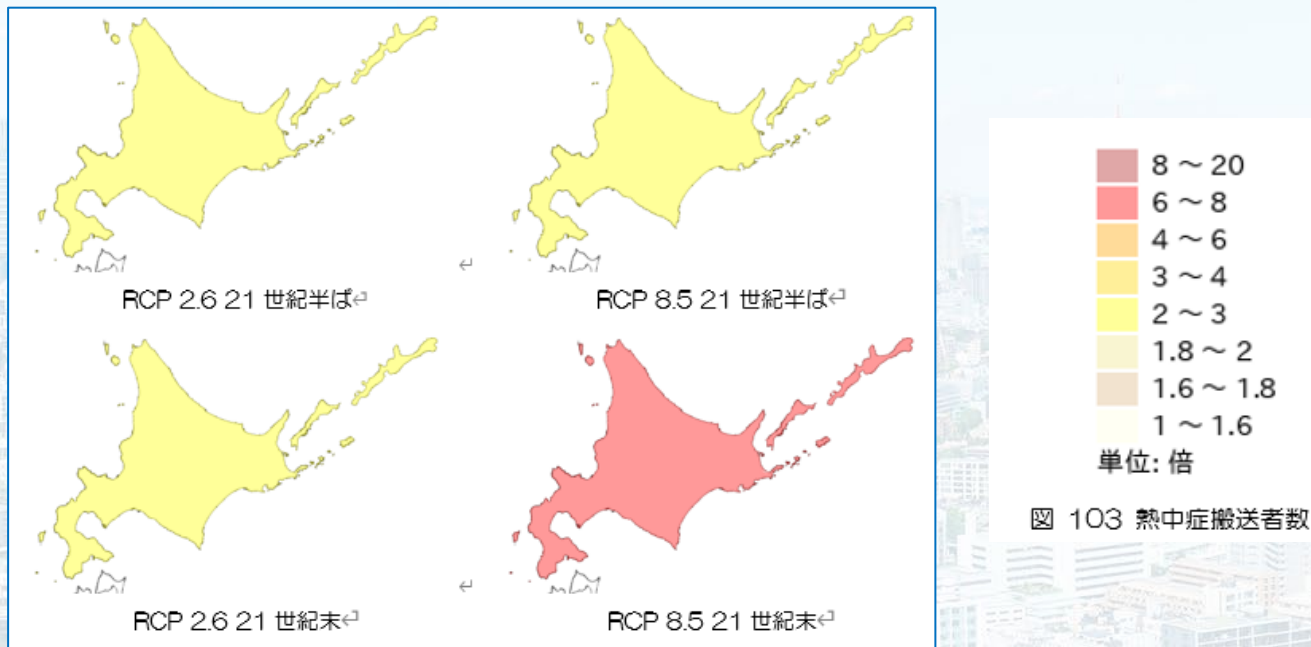 RCP 2.6 21 世紀半ば↵
RCP 8.5 21 世紀半ば↵
RCP 2.6 21 世紀末↵
RCP 8.5 21 世紀末↵
8 ～ 20
6 ～ 8
4 ～ 6
3 ～ 4
2 ～ 3
1.8 ～ 2
1.6 ～ 1.8
1 ～ 1.6
単位: 倍
図 103 熱中症搬送者数